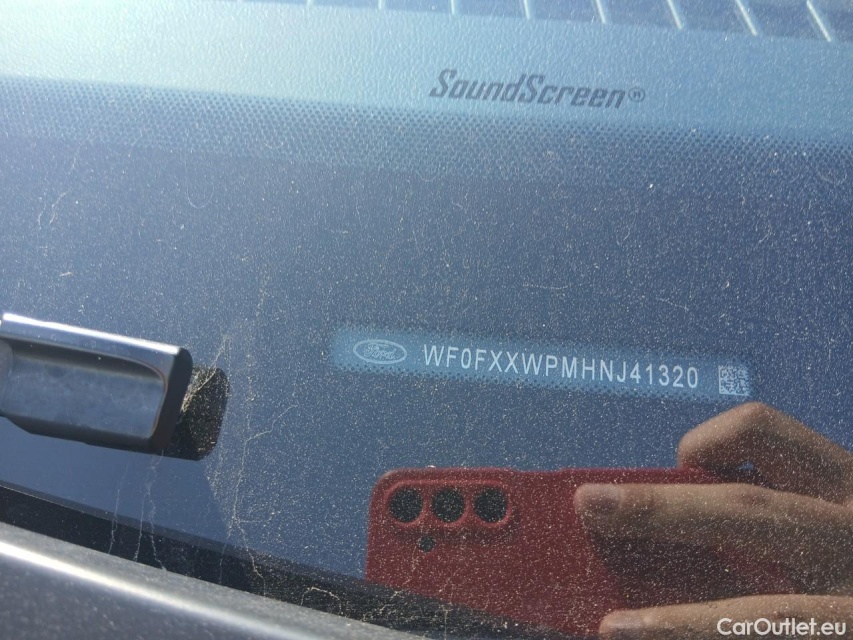 SoundScreen®
Ford WF0FXXWPMHNJ41320
CarOutlet.eu